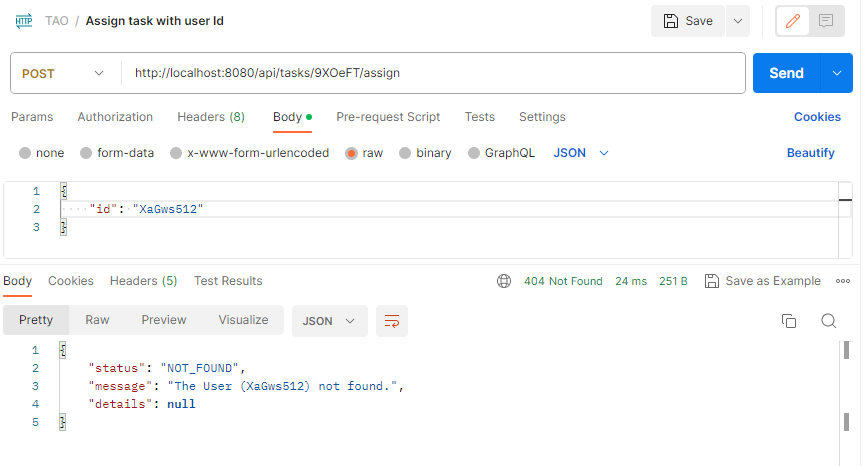 HTTP TAO / Assign task with user Id Save
POST http://localhost:8080/api/tasks/9XOeFT/assign Send
Params Authorization Headers (8) Body Pre-request Script Tests Settings Cookies
none form-data x-www-form-urlencoded raw binary GraphQL JSON Beautify
1 {
2 "id": "XaGws512"
3 }
Body Cookies Headers (5) Test Results 404 Not Found 24 ms 251 B Save as Example
Pretty Raw Preview Visualize JSON
1 {
2 "status": "NOT_FOUND",
3 "message": "The User (XaGws512) not found.",
4 "details": null
5 }